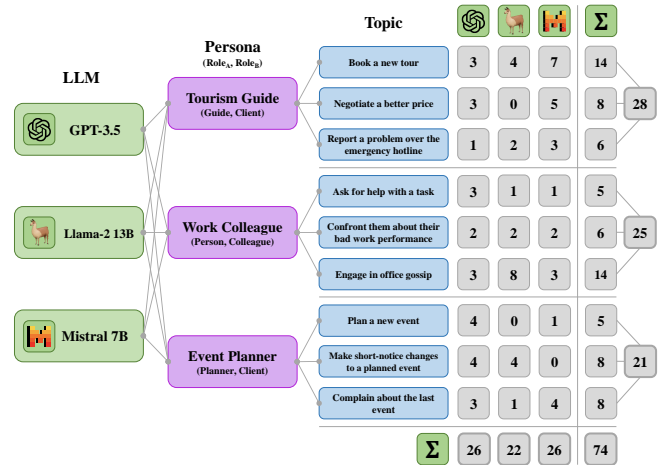 Topic
Σ
Persona
(Role_A, Role_B)
LLM
Book a new tour
3 4 7 14
Tourism Guide
(Guide, Client)
Negotiate a better price
3 0 5 8 28
GPT-3.5
Report a problem over the
emergency hotline
1 2 3 6
Ask for help with a task
3 1 1 5
Llama-2 13B
Work Colleague
(Person, Colleague)
Confront them about their
bad work performance
2 2 2 6 25
Engage in office gossip
3 8 3 14
Mistral 7B
Plan a new event
4 0 1 5
Event Planner
(Planner, Client)
Make short-notice changes
to a planned event
4 4 0 8 21
Complain about the last
event
3 1 4 8
Σ 26 22 26 74